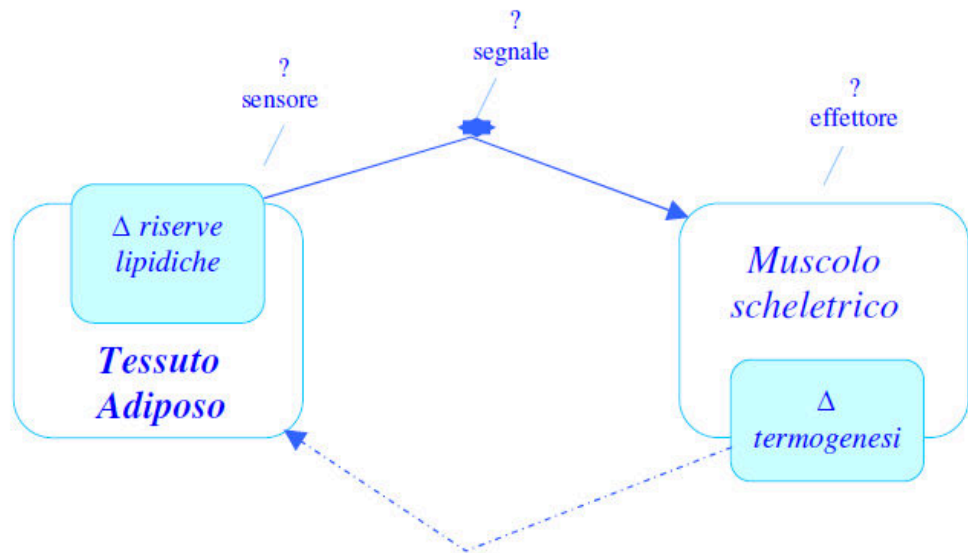 ?
segnale
?
sensore
?
effettore
Δ riserve
lipidiche
Tessuto
Adiposo
Muscolo
scheletrico
Δ
termogenesi